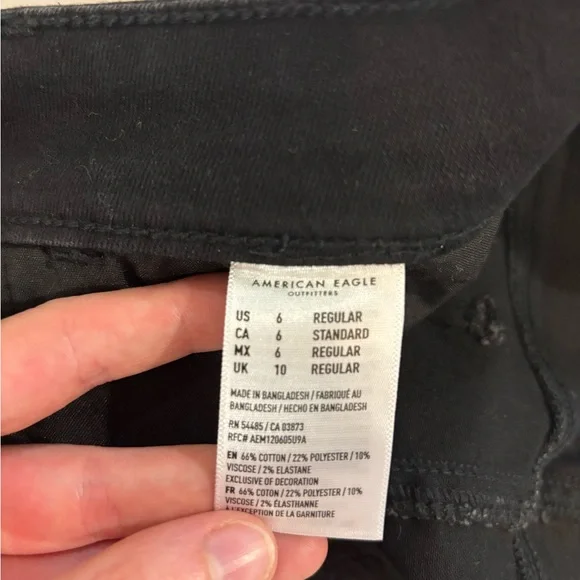 AMERICAN EAGLE
OUTFITTERS
US 6 REGULAR
CA 6 STANDARD
MX 6 REGULAR
UK 10 REGULAR
MADE IN BANGLADESH / FABRIQUÉ AU
BANGLADESH / HECHO EN BANGLADESH
RN 54485 / CA 03873
RFC# AEM120605U9A
EN 66% COTTON / 22% POLYESTER / 10%
VISCOSE / 2% ELASTANE
EXCLUSIVE OF DECORATION
FR 66% COTON / 22% POLYESTER / 10%
VISCOSE / 2% ÉLASTHANNE
À EXCEPTION DE LA GARNITURE